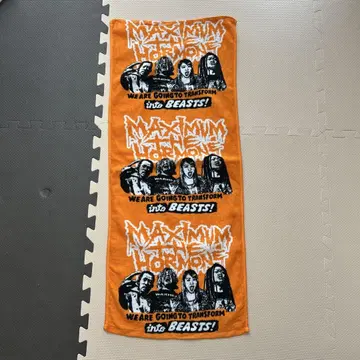 MAXIMUM
THE
HORMONE
WE ARE GOING TO TRANSFORM
into BEASTS!
MAXIMUM
THE
HORMONE
WE ARE GOING TO TRANSFORM
into BEASTS!
MAXIMUM
THE
HORMONE
WE ARE GOING TO TRANSFORM
into BEASTS!